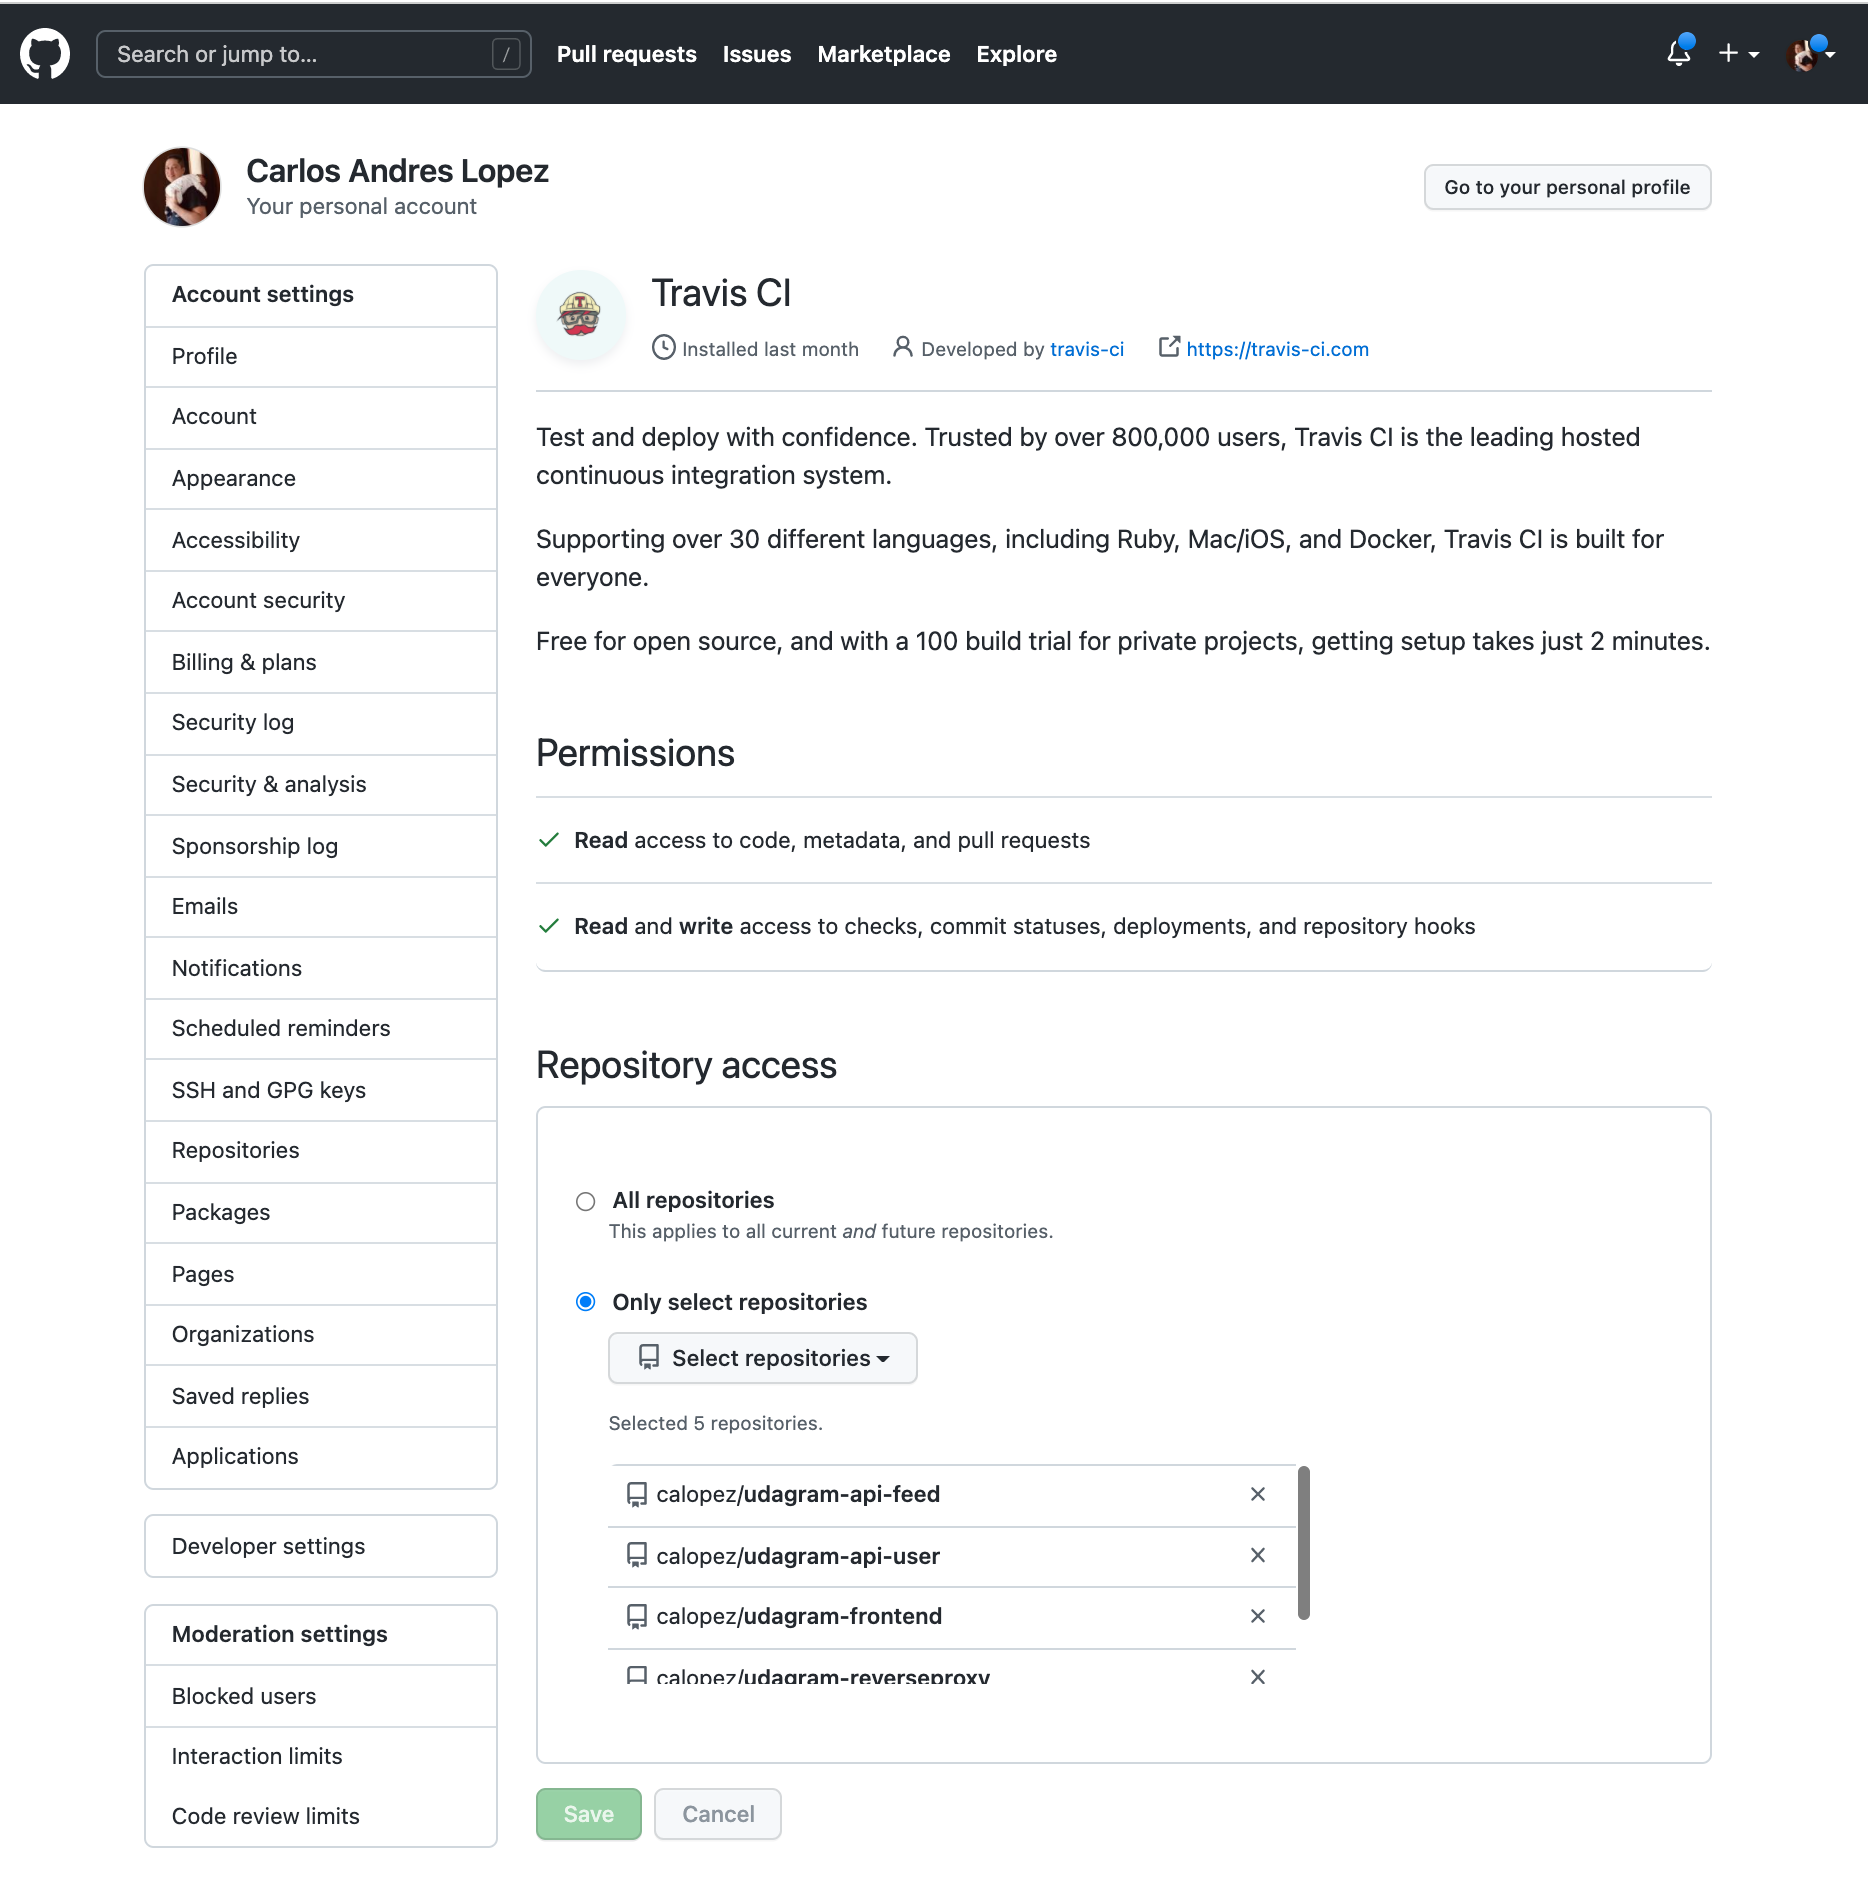 Search or jump to...
/
Pull requests
Issues
Marketplace
Explore
Carlos Andres Lopez
Your personal account
Go to your personal profile
Account settings
Profile
Account
Appearance
Accessibility
Account security
Billing & plans
Security log
Security & analysis
Sponsorship log
Emails
Notifications
Scheduled reminders
SSH and GPG keys
Repositories
Packages
Pages
Organizations
Saved replies
Applications
Developer settings
Moderation settings
Blocked users
Interaction limits
Code review limits
T
Travis CI
Installed last month
Developed by travis-ci
https://travis-ci.com
Test and deploy with confidence. Trusted by over 800,000 users, Travis CI is the leading hosted
continuous integration system.
Supporting over 30 different languages, including Ruby, Mac/iOS, and Docker, Travis CI is built for
everyone.
Free for open source, and with a 100 build trial for private projects, getting setup takes just 2 minutes.
Permissions
Read access to code, metadata, and pull requests
Read and write access to checks, commit statuses, deployments, and repository hooks
Repository access
All repositories
This applies to all current and future repositories.
Only select repositories
Select repositories
Selected 5 repositories.
calopez/udagram-api-feed
calopez/udagram-api-user
calopez/udagram-frontend
calopez/udagram-reverseproxy
Save
Cancel